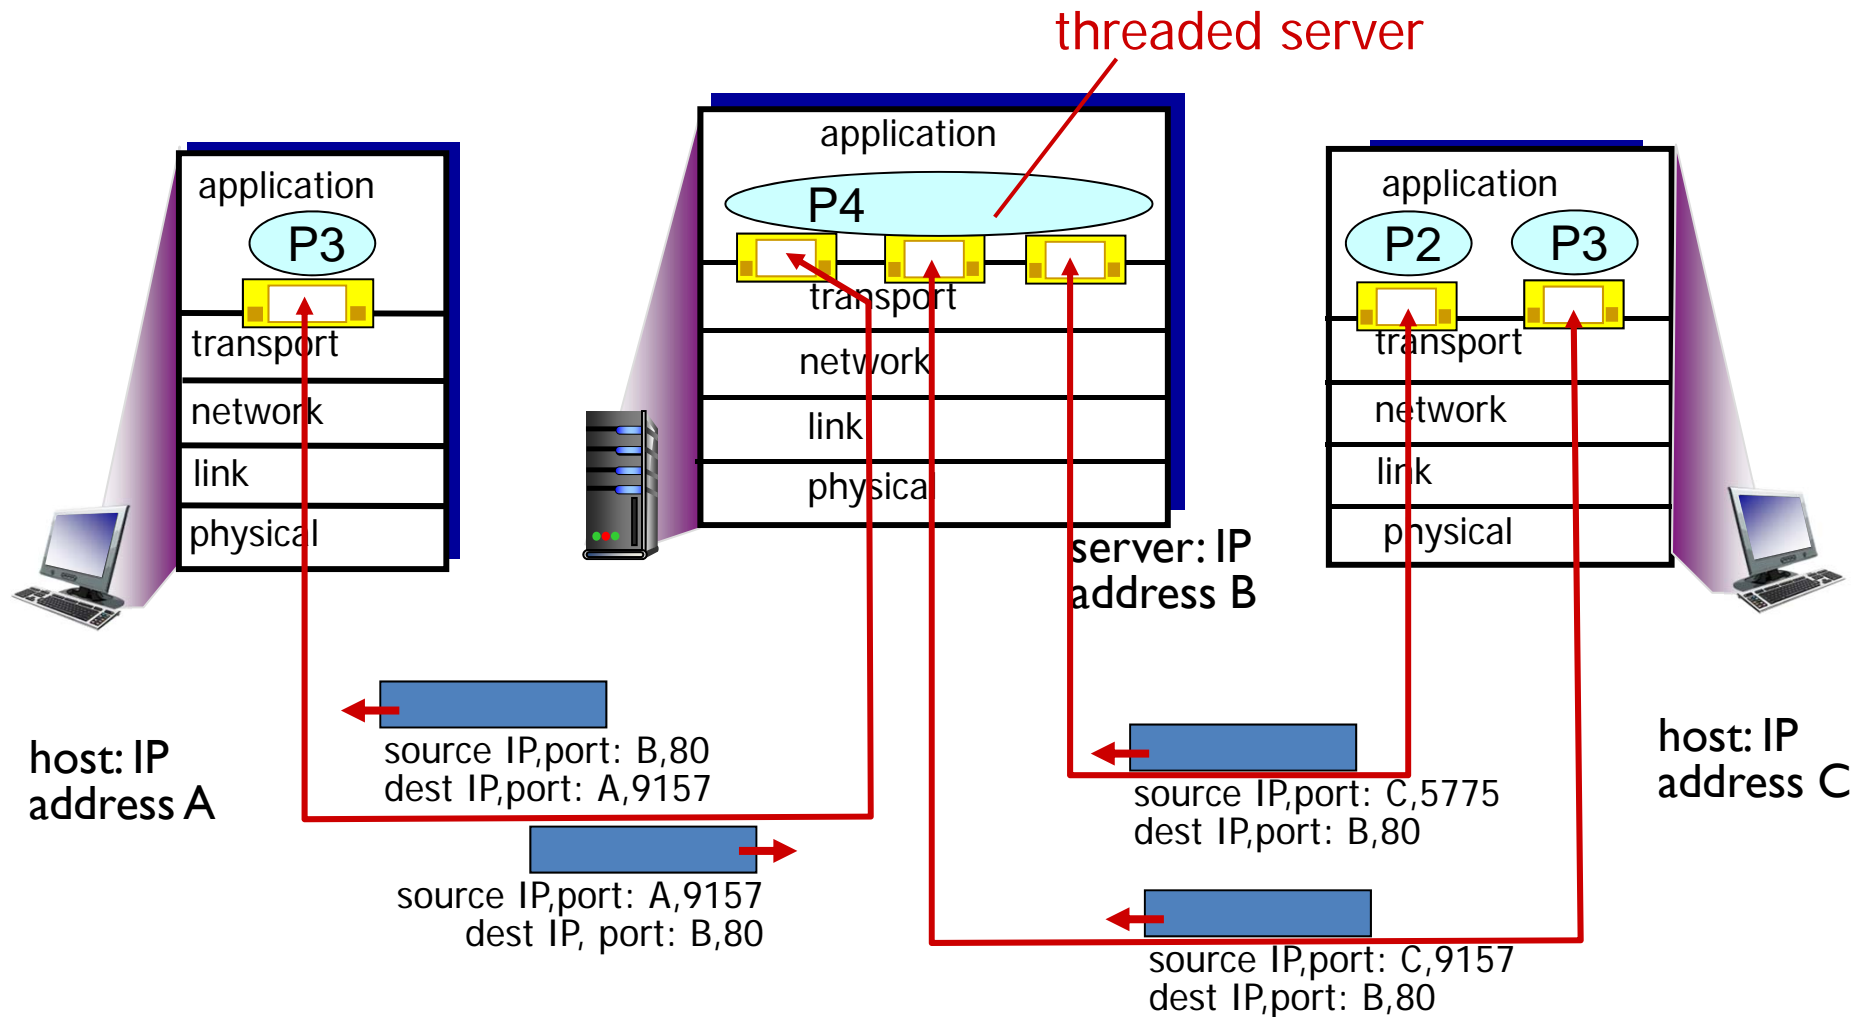 threaded server
application
P3
transport
network
link
physical
application
P4
transport
network
link
physical
application
P2
P3
transport
network
link
physical
server: IP
address B
host: IP
address A
source IP,port: B,80
dest IP,port: A,9157
source IP,port: A,9157
dest IP, port: B,80
source IP,port: C,5775
dest IP,port: B,80
source IP,port: C,9157
dest IP,port: B,80
host: IP
address C